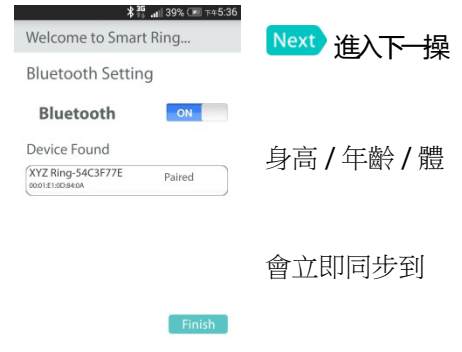 3G 39% 下午5:36
Welcome to Smart Ring...
Bluetooth Setting
Bluetooth ON
Device Found
XYZ Ring-54C3F77E Paired
00:01:E1:0D:84:0A
Finish
Next 進入下一操
身高 / 年齡 / 體
會立即同步到